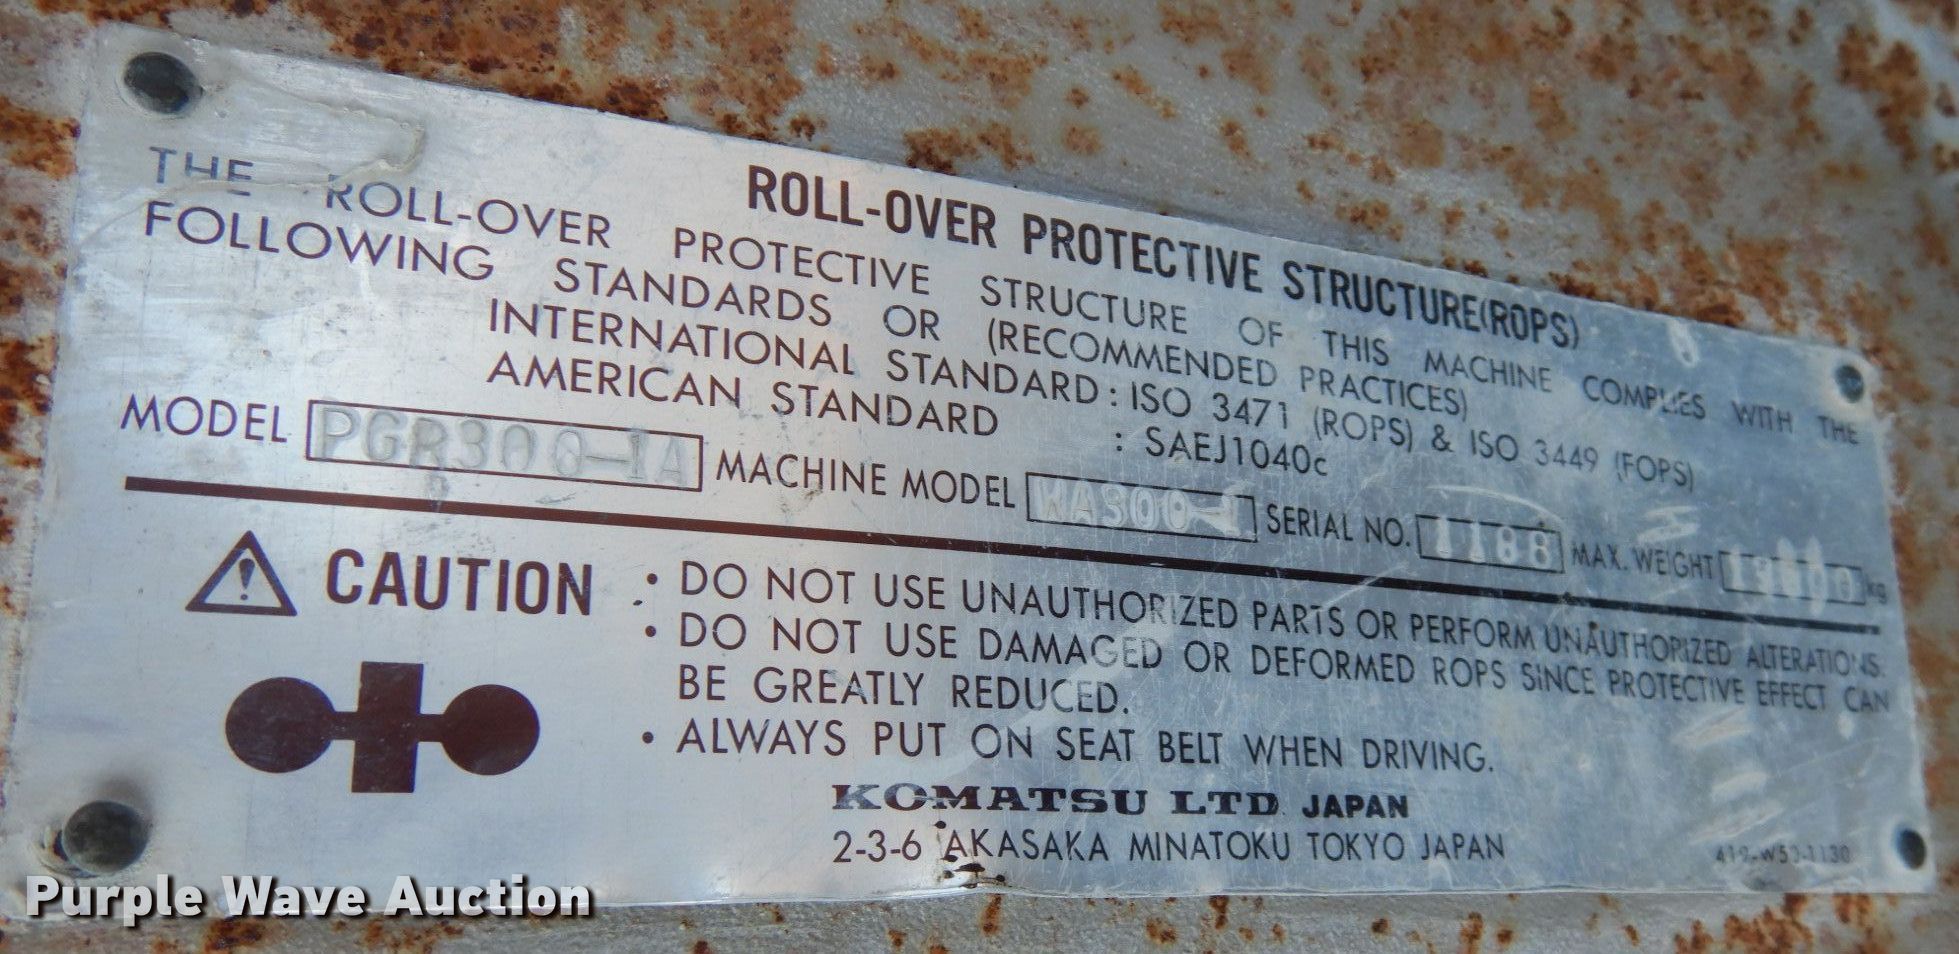 ROLL-OVER PROTECTIVE STRUCTURE(ROPS)
THE ROLL-OVER PROTECTIVE STRUCTURE OF THIS MACHINE COMPLIES WITH THE
FOLLOWING STANDARDS OR (RECOMMENDED PRACTICES)
INTERNATIONAL STANDARD : ISO 3471 (ROPS) & ISO 3449 (FOPS)
AMERICAN STANDARD : SAEJ1040c
MODEL PGR300-1A MACHINE MODEL WA300-1 SERIAL NO. 1188 MAX. WEIGHT kg
CAUTION
• DO NOT USE UNAUTHORIZED PARTS OR PERFORM UNAUTHORIZED ALTERATIONS.
• DO NOT USE DAMAGED OR DEFORMED ROPS SINCE PROTECTIVE EFFECT CAN
BE GREATLY REDUCED.
• ALWAYS PUT ON SEAT BELT WHEN DRIVING.
KOMATSU LTD. JAPAN
2-3-6 AKASAKA MINATOKU TOKYO JAPAN
Purple Wave Auction